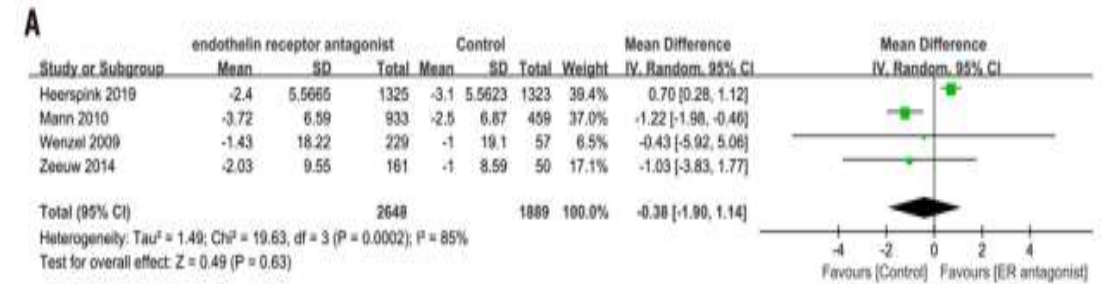 A
endothelin receptor antagonist Control Mean Difference Mean Difference
Study or Subgroup Mean SD Total Mean SD Total Weight IV, Random, 95% CI IV, Random, 95% CI
Heerspink 2019 -2.4 5.5665 1325 -3.1 5.5623 1323 39.4% 0.70 [0.28, 1.12]
Mann 2010 -3.72 6.59 933 -2.5 6.87 459 37.0% -1.22 [-1.98, -0.46]
Wenzel 2009 -1.43 18.22 229 -1 19.1 57 6.5% -0.43 [-5.92, 5.06]
Zeeuw 2014 -2.03 9.55 161 -1 8.59 50 17.1% -1.03 [-3.83, 1.77]
Total (95% CI) 2648 1889 100.0% -0.38 [-1.90, 1.14]
Heterogeneity: Tau² = 1.49; Chi² = 19.63, df = 3 (P = 0.0002); I² = 85%
Test for overall effect: Z = 0.49 (P = 0.63)
-4 -2 0 2 4
Favours [Control] Favours [ER antagonist]